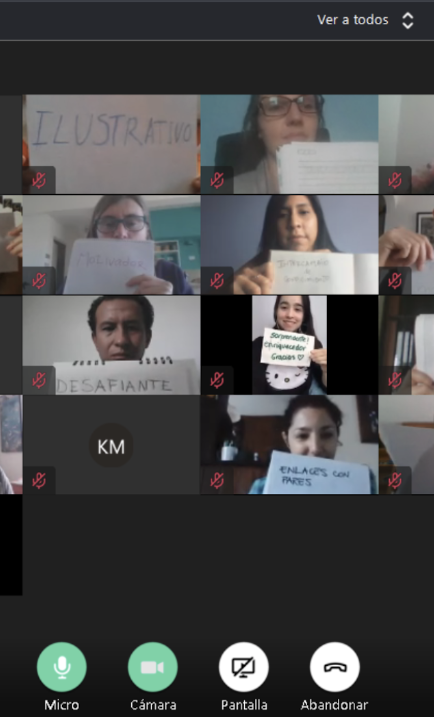 Ver a todos
ILUSTRATIVO
DESAFIANTE
Sorprendente!
enriquecedor
Gracias
KM
ENLACES CON
PARES
Micro
Cámara
Pantalla
Abandonar